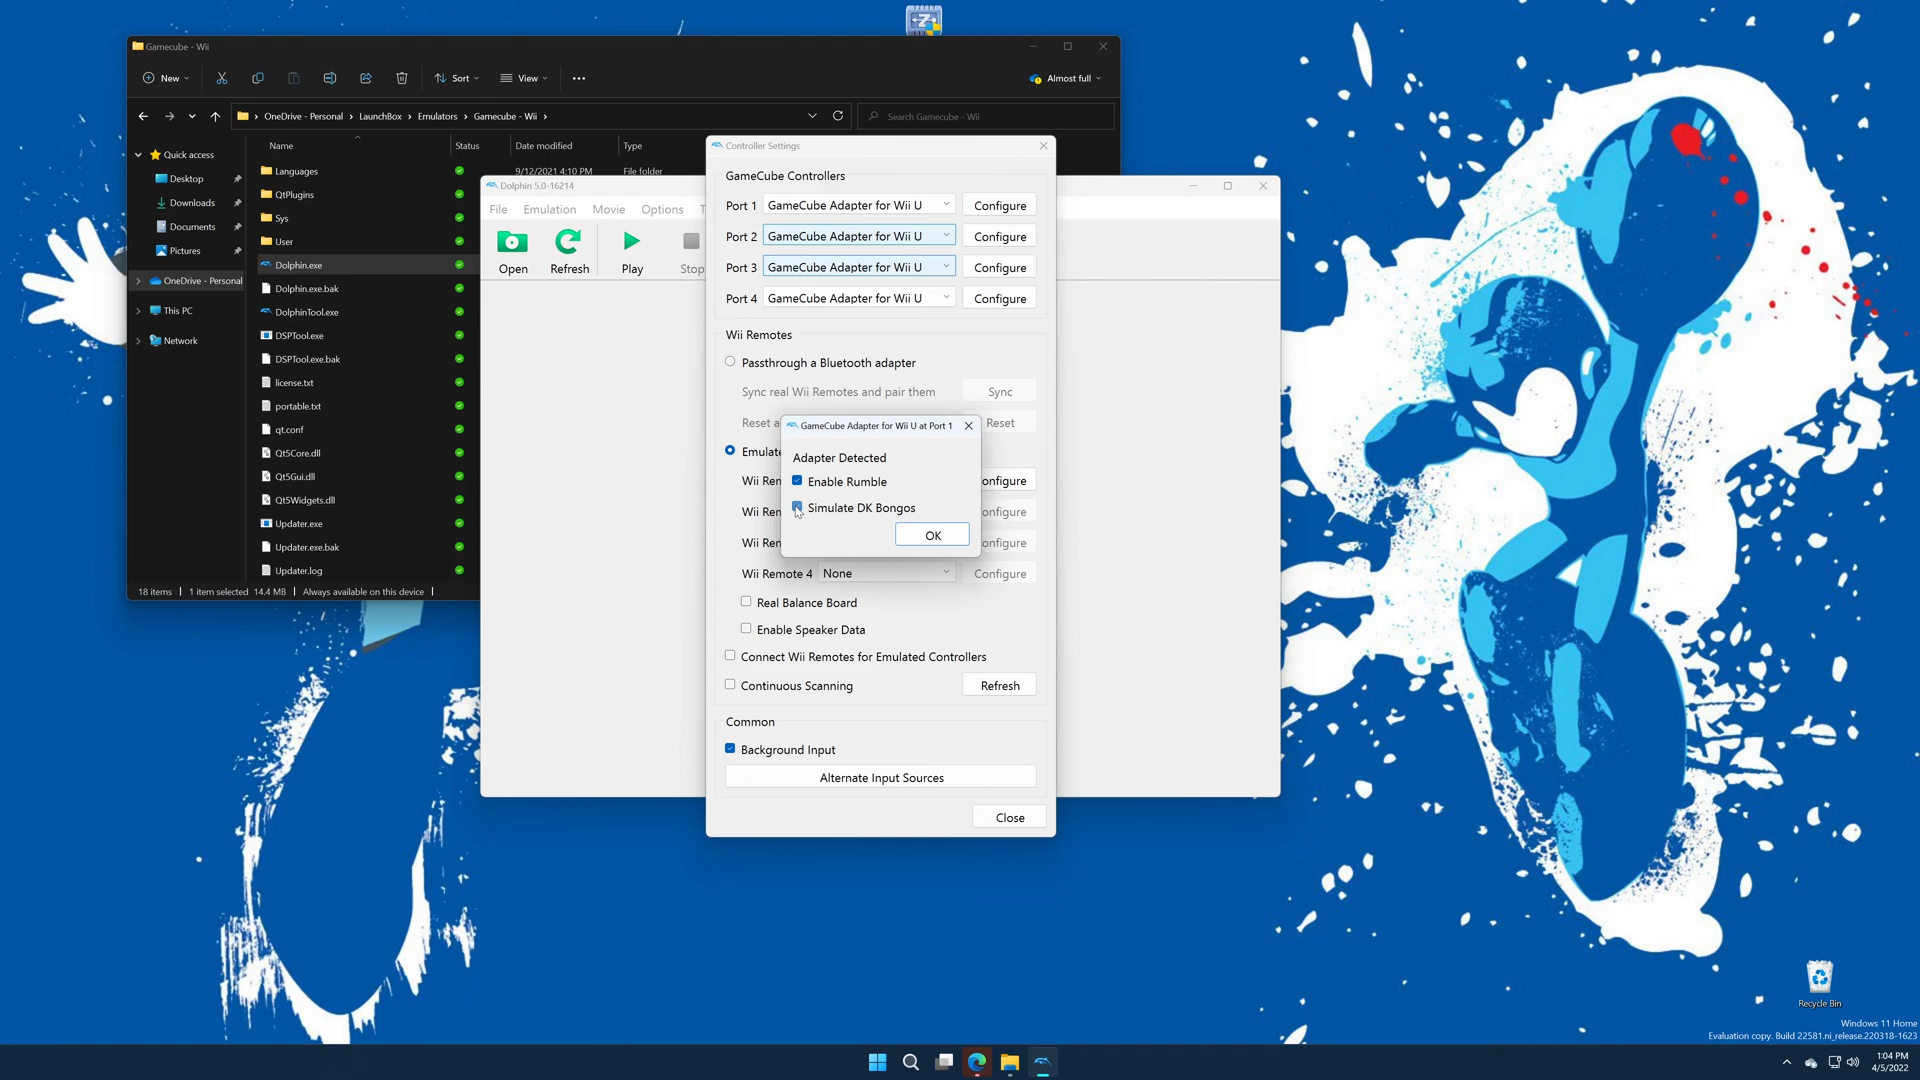 Gamecube - Wii
New
Sort
View
Almost full
OneDrive - Personal > LaunchBox > Emulators > Gamecube - Wii >
Search Gamecube - Wii
Name
Status
Date modified
Type
Quick access
Desktop
Downloads
Documents
Pictures
OneDrive - Personal
This PC
Network
Languages
9/12/2021 4:10 PM
File folder
QtPlugins
Sys
User
Dolphin.exe
Dolphin.exe.bak
DolphinTool.exe
DSPTool.exe
DSPTool.exe.bak
license.txt
portable.txt
qt.conf
Qt5Core.dll
Qt5Gui.dll
Qt5Widgets.dll
Updater.exe
Updater.exe.bak
Updater.log
18 items
1 item selected 14.4 MB
Always available on this device
Dolphin 5.0-16214
File
Emulation
Movie
Options
Open
Refresh
Play
Stop
Controller Settings
GameCube Controllers
Port 1 GameCube Adapter for Wii U Configure
Port 2 GameCube Adapter for Wii U Configure
Port 3 GameCube Adapter for Wii U Configure
Port 4 GameCube Adapter for Wii U Configure
Wii Remotes
Passthrough a Bluetooth adapter
Sync real Wii Remotes and pair them Sync
Reset a Reset
Emulate
Wii Rem onfigure
Wii Rem onfigure
Wii Rem onfigure
Wii Remote 4 None Configure
Real Balance Board
Enable Speaker Data
Connect Wii Remotes for Emulated Controllers
Continuous Scanning Refresh
Common
Background Input
Alternate Input Sources
Close
GameCube Adapter for Wii U at Port 1
Adapter Detected
Enable Rumble
Simulate DK Bongos
OK
Recycle Bin
Windows 11 Home
Evaluation copy. Build 22581.ni_release.220318-1623
1:04 PM
4/5/2022